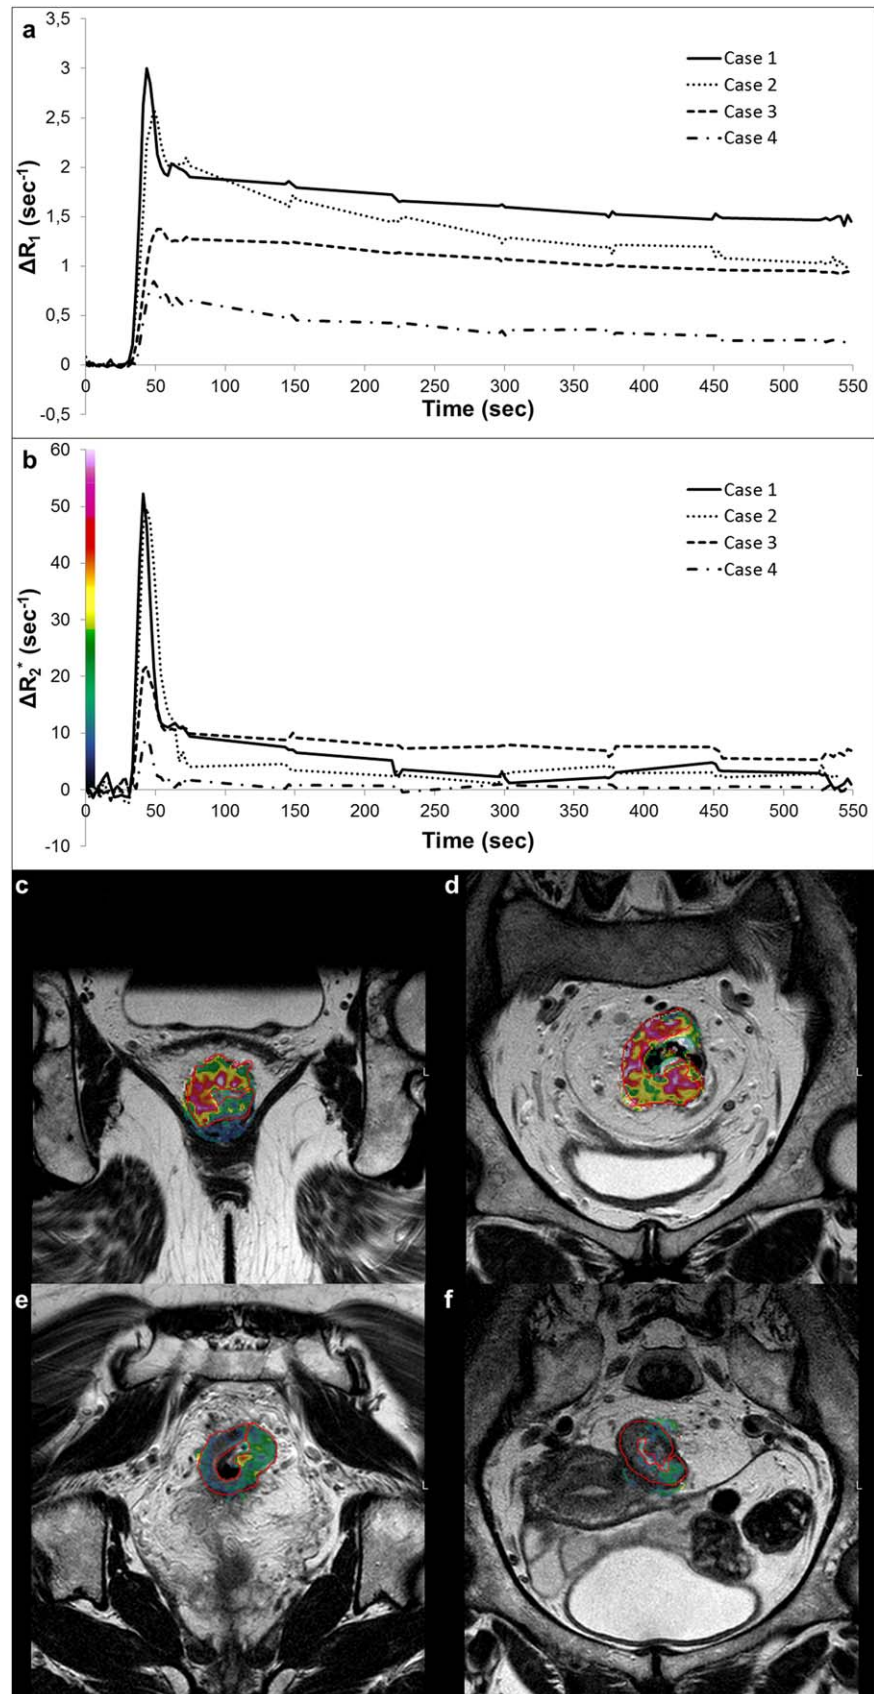 a
ΔR₁ (sec⁻¹)
3,5
3
2,5
2
1,5
1
0,5
0
-0,5
0 50 100 150 200 250 300 350 400 450 500 550
Time (sec)
Case 1
Case 2
Case 3
Case 4
b
ΔR₂* (sec⁻¹)
60
50
40
30
20
10
0
-10
0 50 100 150 200 250 300 350 400 450 500 550
Time (sec)
Case 1
Case 2
Case 3
Case 4
c
d
L
L
e
f
L
L